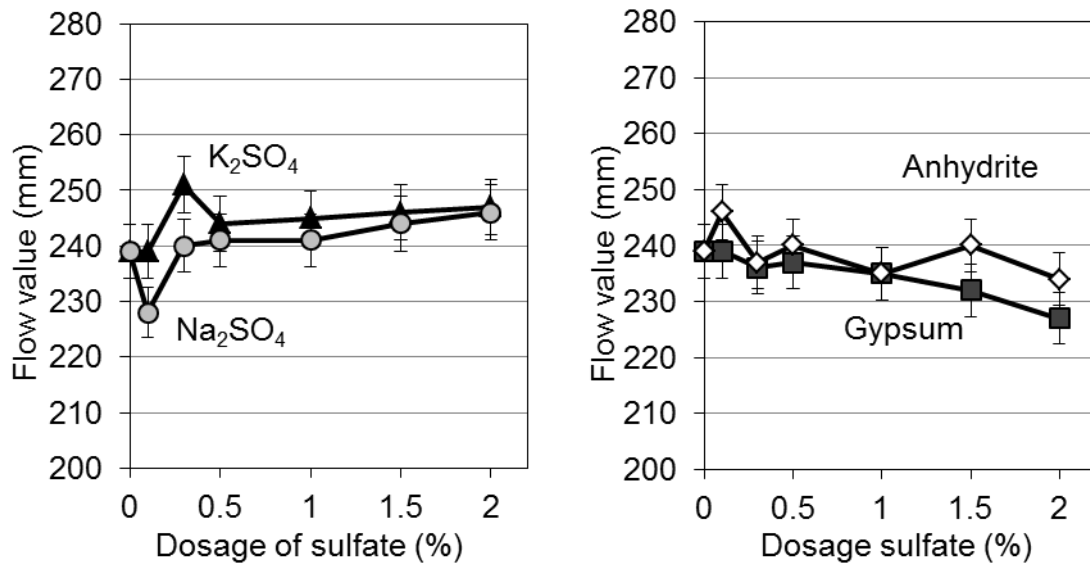 280
270
260
250
240
230
220
210
200
Flow value (mm)
K₂SO₄
Na₂SO₄
0 0.5 1 1.5 2
Dosage of sulfate (%)
280
270
260
250
240
230
220
210
200
Flow value (mm)
Anhydrite
Gypsum
0 0.5 1 1.5 2
Dosage sulfate (%)